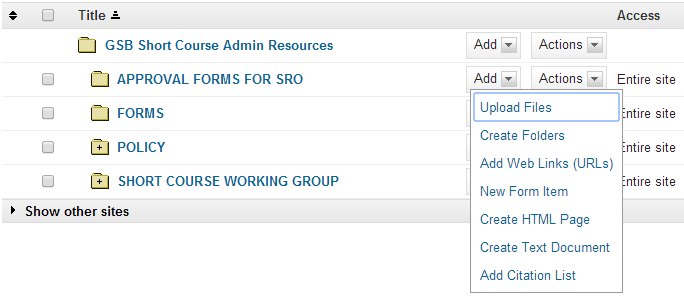 Title Access
GSB Short Course Admin Resources Add Actions
APPROVAL FORMS FOR SRO Add Actions Entire site
Upload Files
FORMS Entire site
Create Folders
POLICY Entire site
Add Web Links (URLs)
SHORT COURSE WORKING GROUP Entire site
New Form Item
Show other sites
Create HTML Page
Create Text Document
Add Citation List